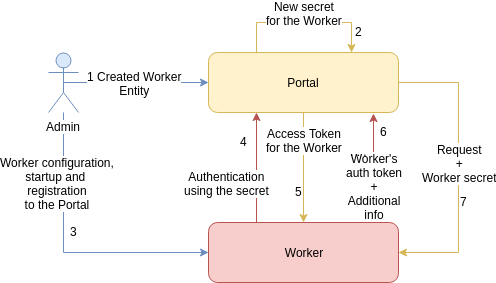 New secret
for the Worker
2
1 Created Worker
Entity
Portal
Admin
4
Access Token
for the Worker
6
Worker configuration,
startup and
registration
to the Portal
Authentication
using the secret
5
Worker's
auth token
+
Additional
info
Request
+
Worker secret
7
3
Worker